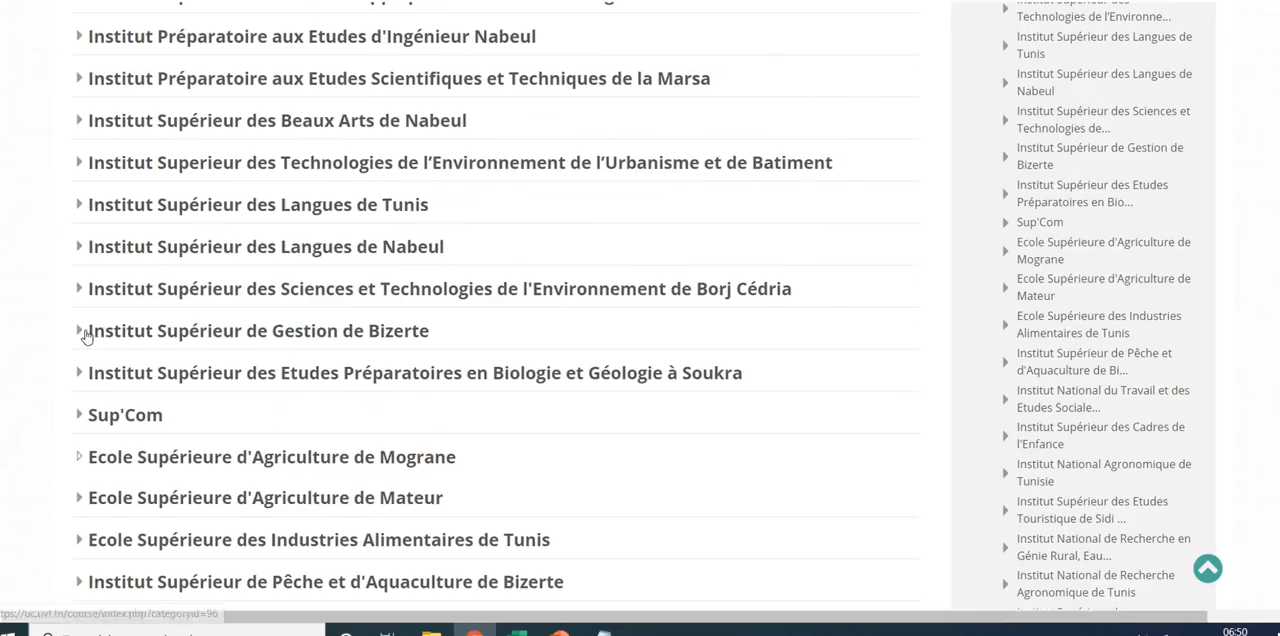 Institut Préparatoire aux Etudes d'Ingénieur Nabeul
Institut Préparatoire aux Etudes Scientifiques et Techniques de la Marsa
Institut Supérieur des Beaux Arts de Nabeul
Institut Superieur des Technologies de l’Environnement de l’Urbanisme et de Batiment
Institut Supérieur des Langues de Tunis
Institut Supérieur des Langues de Nabeul
Institut Supérieur des Sciences et Technologies de l'Environnement de Borj Cédria
Institut Supérieur de Gestion de Bizerte
Institut Supérieur des Etudes Préparatoires en Biologie et Géologie à Soukra
Sup'Com
Ecole Supérieure d'Agriculture de Mograne
Ecole Supérieure d'Agriculture de Mateur
Ecole Supérieure des Industries Alimentaires de Tunis
Institut Supérieur de Pêche et d'Aquaculture de Bizerte
Technologies de l’Environne...
Institut Supérieur des Langues de
Tunis
Institut Supérieur des Langues de
Nabeul
Institut Supérieur des Sciences et
Technologies de...
Institut Supérieur de Gestion de
Bizerte
Institut Supérieur des Etudes
Préparatoires en Bio...
Sup'Com
Ecole Supérieure d'Agriculture de
Mograne
Ecole Supérieure d'Agriculture de
Mateur
Ecole Supérieure des Industries
Alimentaires de Tunis
Institut Supérieur de Pêche et
d'Aquaculture de Bi...
Institut National du Travail et des
Etudes Sociale...
Institut Supérieur des Cadres de
l'Enfance
Institut National Agronomique de
Tunisie
Institut Supérieur des Etudes
Touristique de Sidi ...
Institut National de Recherche en
Génie Rural, Eau...
Institut National de Recherche
Agronomique de Tunis
ttps://uc.uvt.tn/course/index.php?categoryid=96
06:50